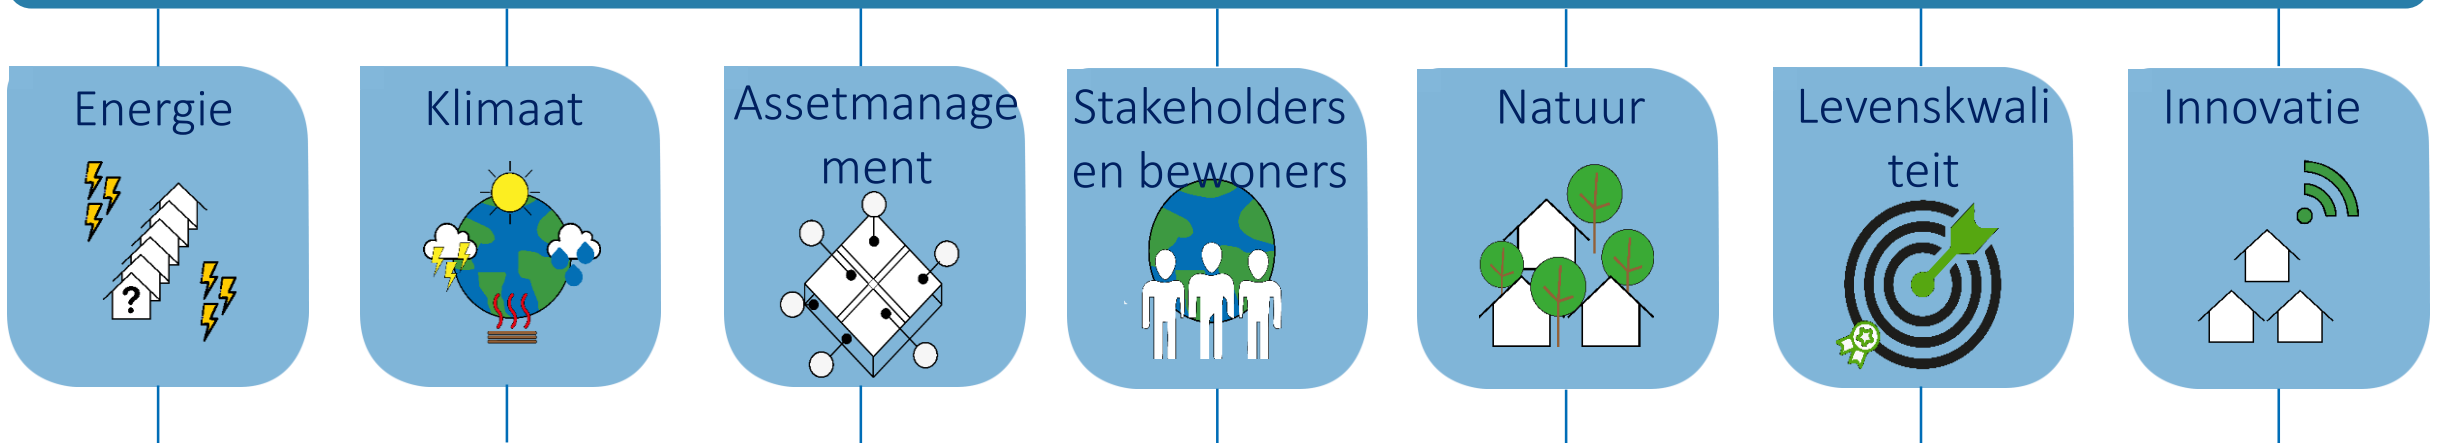 Energie
Klimaat
Assetmanage
ment
Stakeholders
en bewoners
Natuur
Levenskwali
teit
Innovatie
?